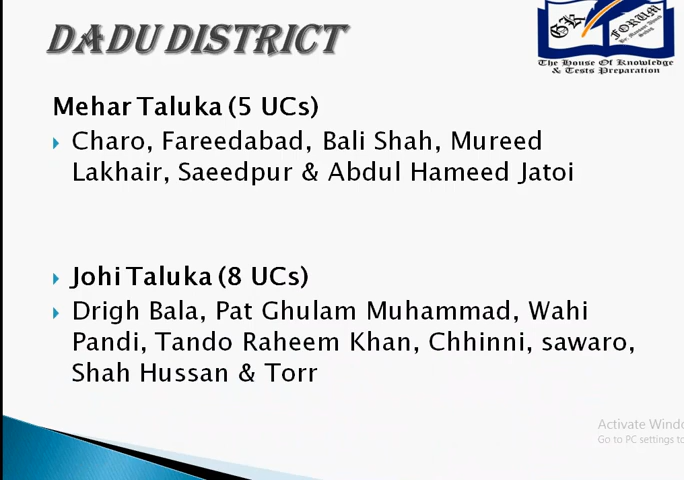 DADU DISTRICT
GK
FORUM
The House Of Knowledge
& Tests Preparation
Mehar Taluka (5 UCs)
Charo, Fareedabad, Bali Shah, Mureed
Lakhair, Saeedpur & Abdul Hameed Jatoi
Johi Taluka (8 UCs)
Drigh Bala, Pat Ghulam Muhammad, Wahi
Pandi, Tando Raheem Khan, Chhinni, sawaro,
Shah Hussan & Torr
Activate Windo
Go to PC settings to